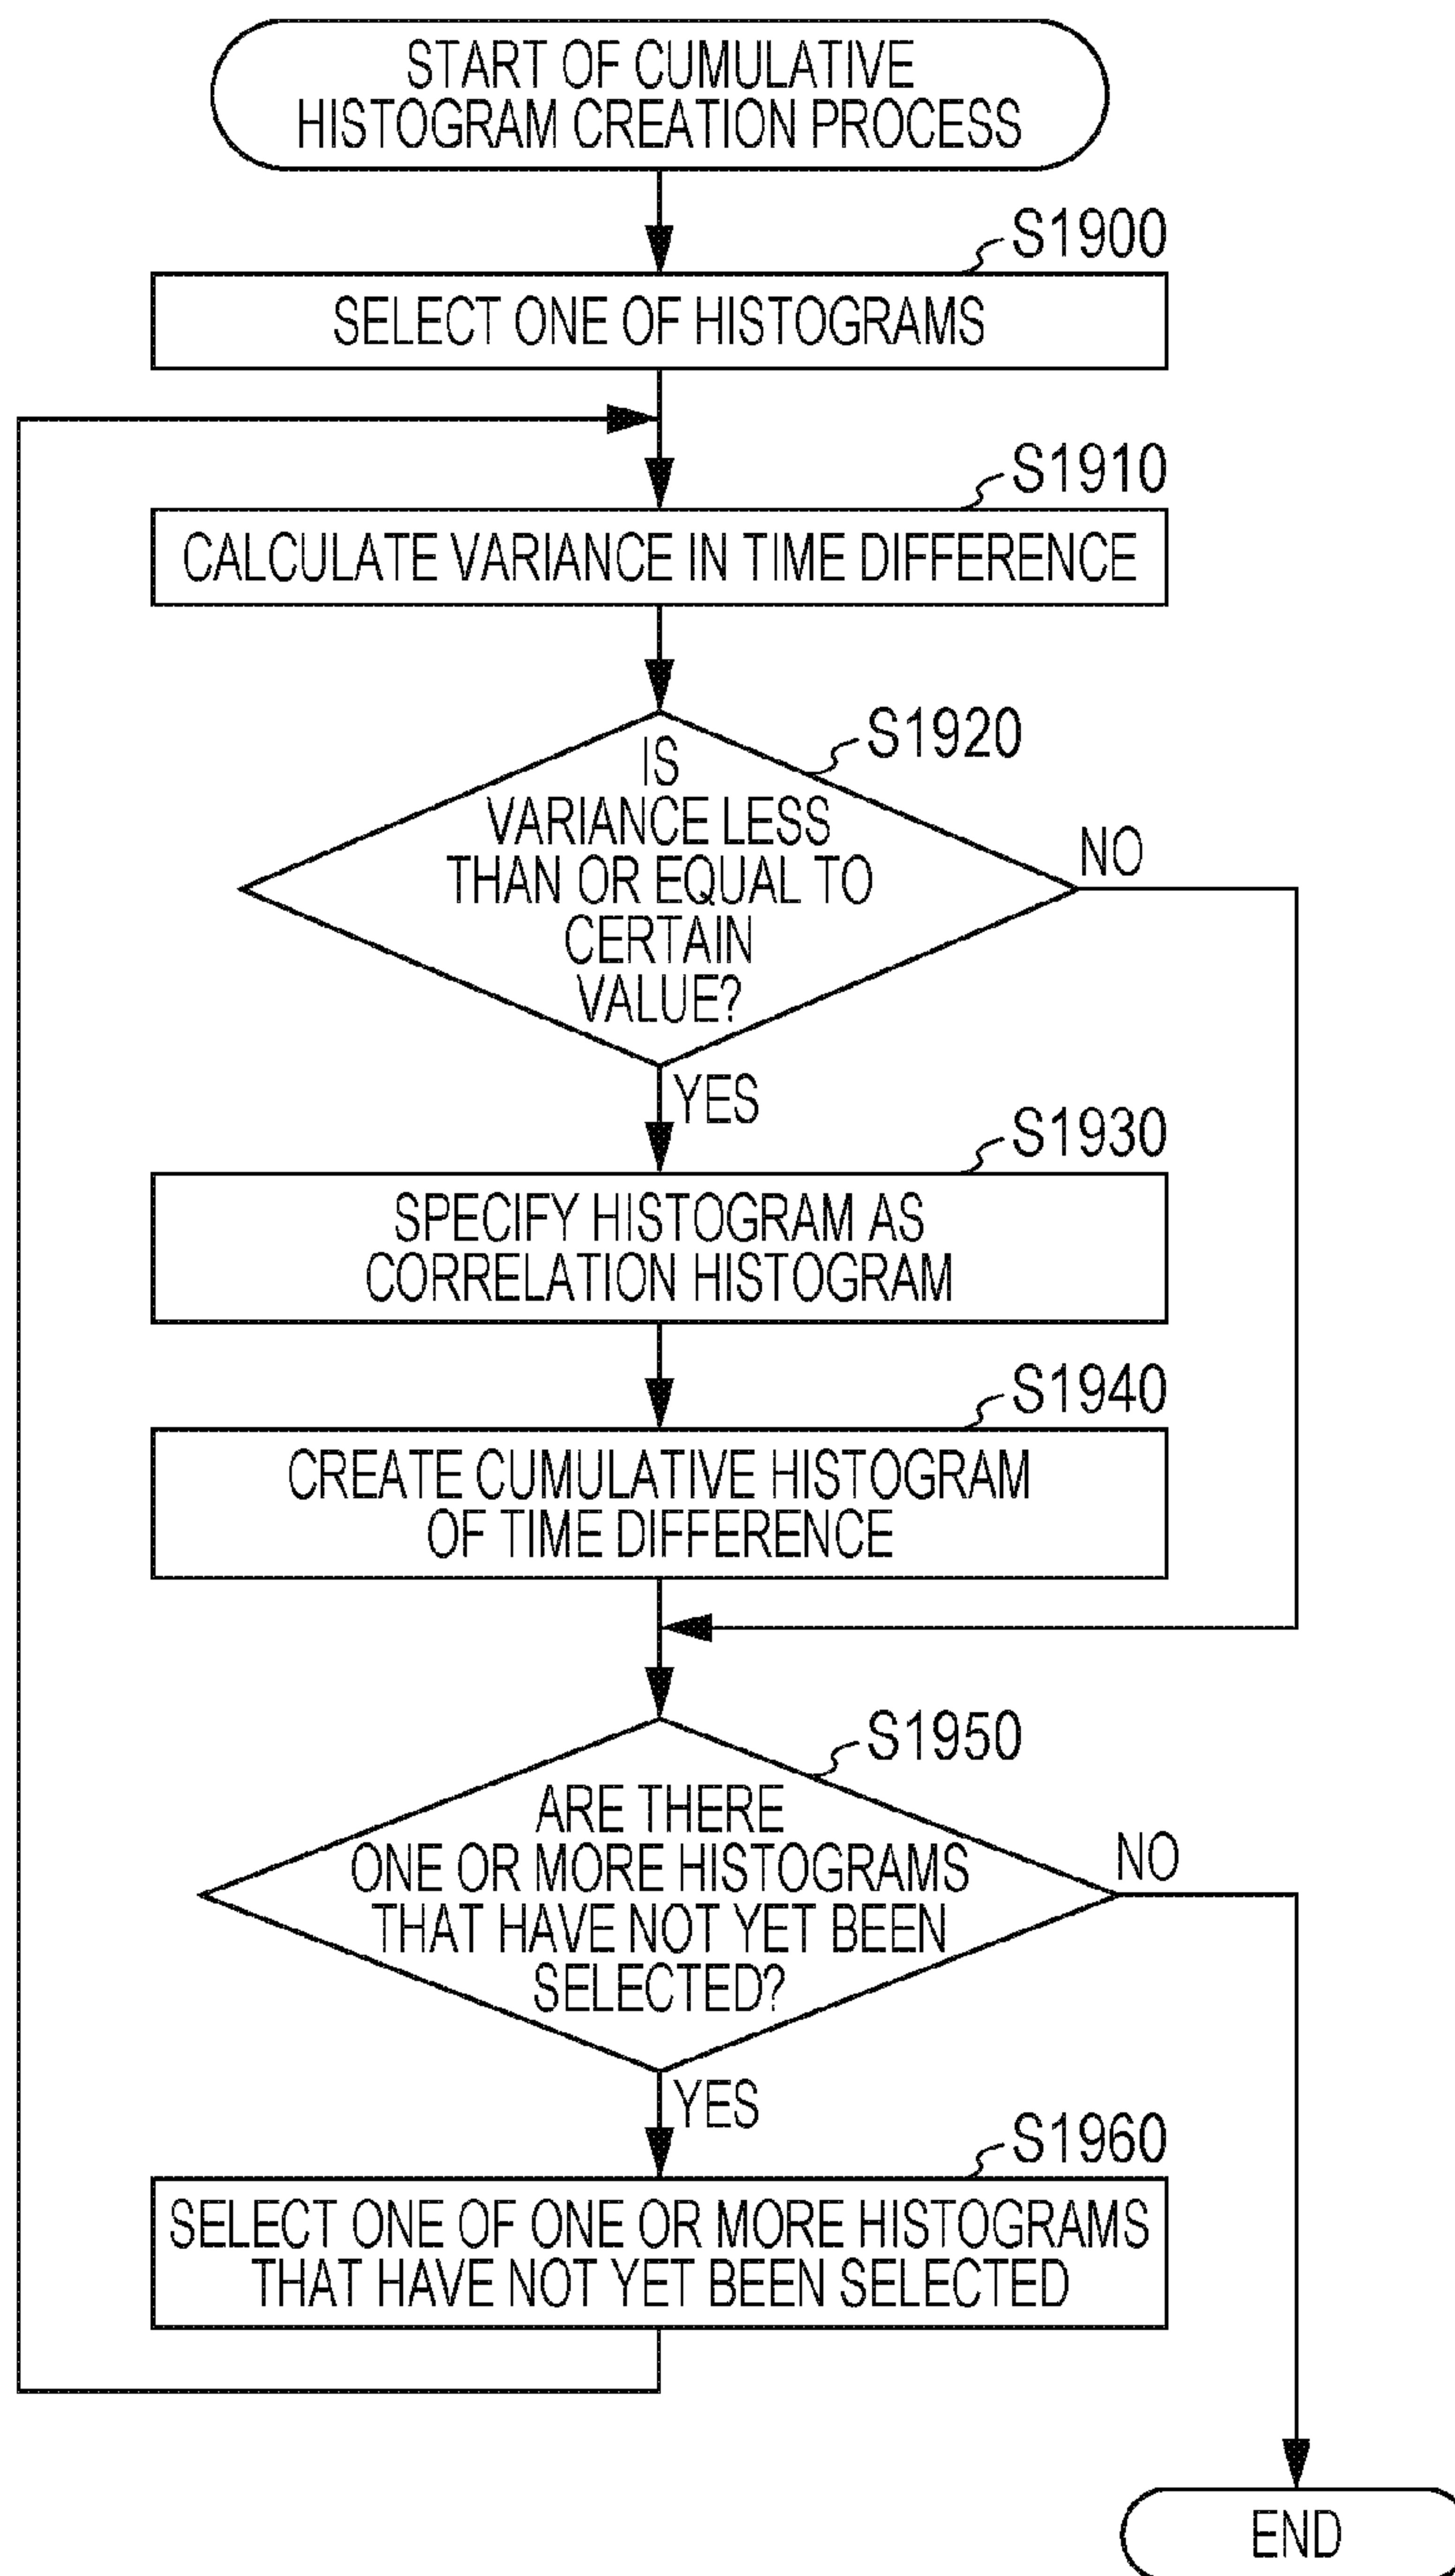 START OF CUMULATIVE
HISTOGRAM CREATION PROCESS
S1900
SELECT ONE OF HISTOGRAMS
S1910
CALCULATE VARIANCE IN TIME DIFFERENCE
S1920
IS
VARIANCE LESS
THAN OR EQUAL TO
CERTAIN
VALUE?
NO
YES
S1930
SPECIFY HISTOGRAM AS
CORRELATION HISTOGRAM
S1940
CREATE CUMULATIVE HISTOGRAM
OF TIME DIFFERENCE
S1950
ARE THERE
ONE OR MORE HISTOGRAMS
THAT HAVE NOT YET BEEN
SELECTED?
NO
YES
S1960
SELECT ONE OF ONE OR MORE HISTOGRAMS
THAT HAVE NOT YET BEEN SELECTED
END